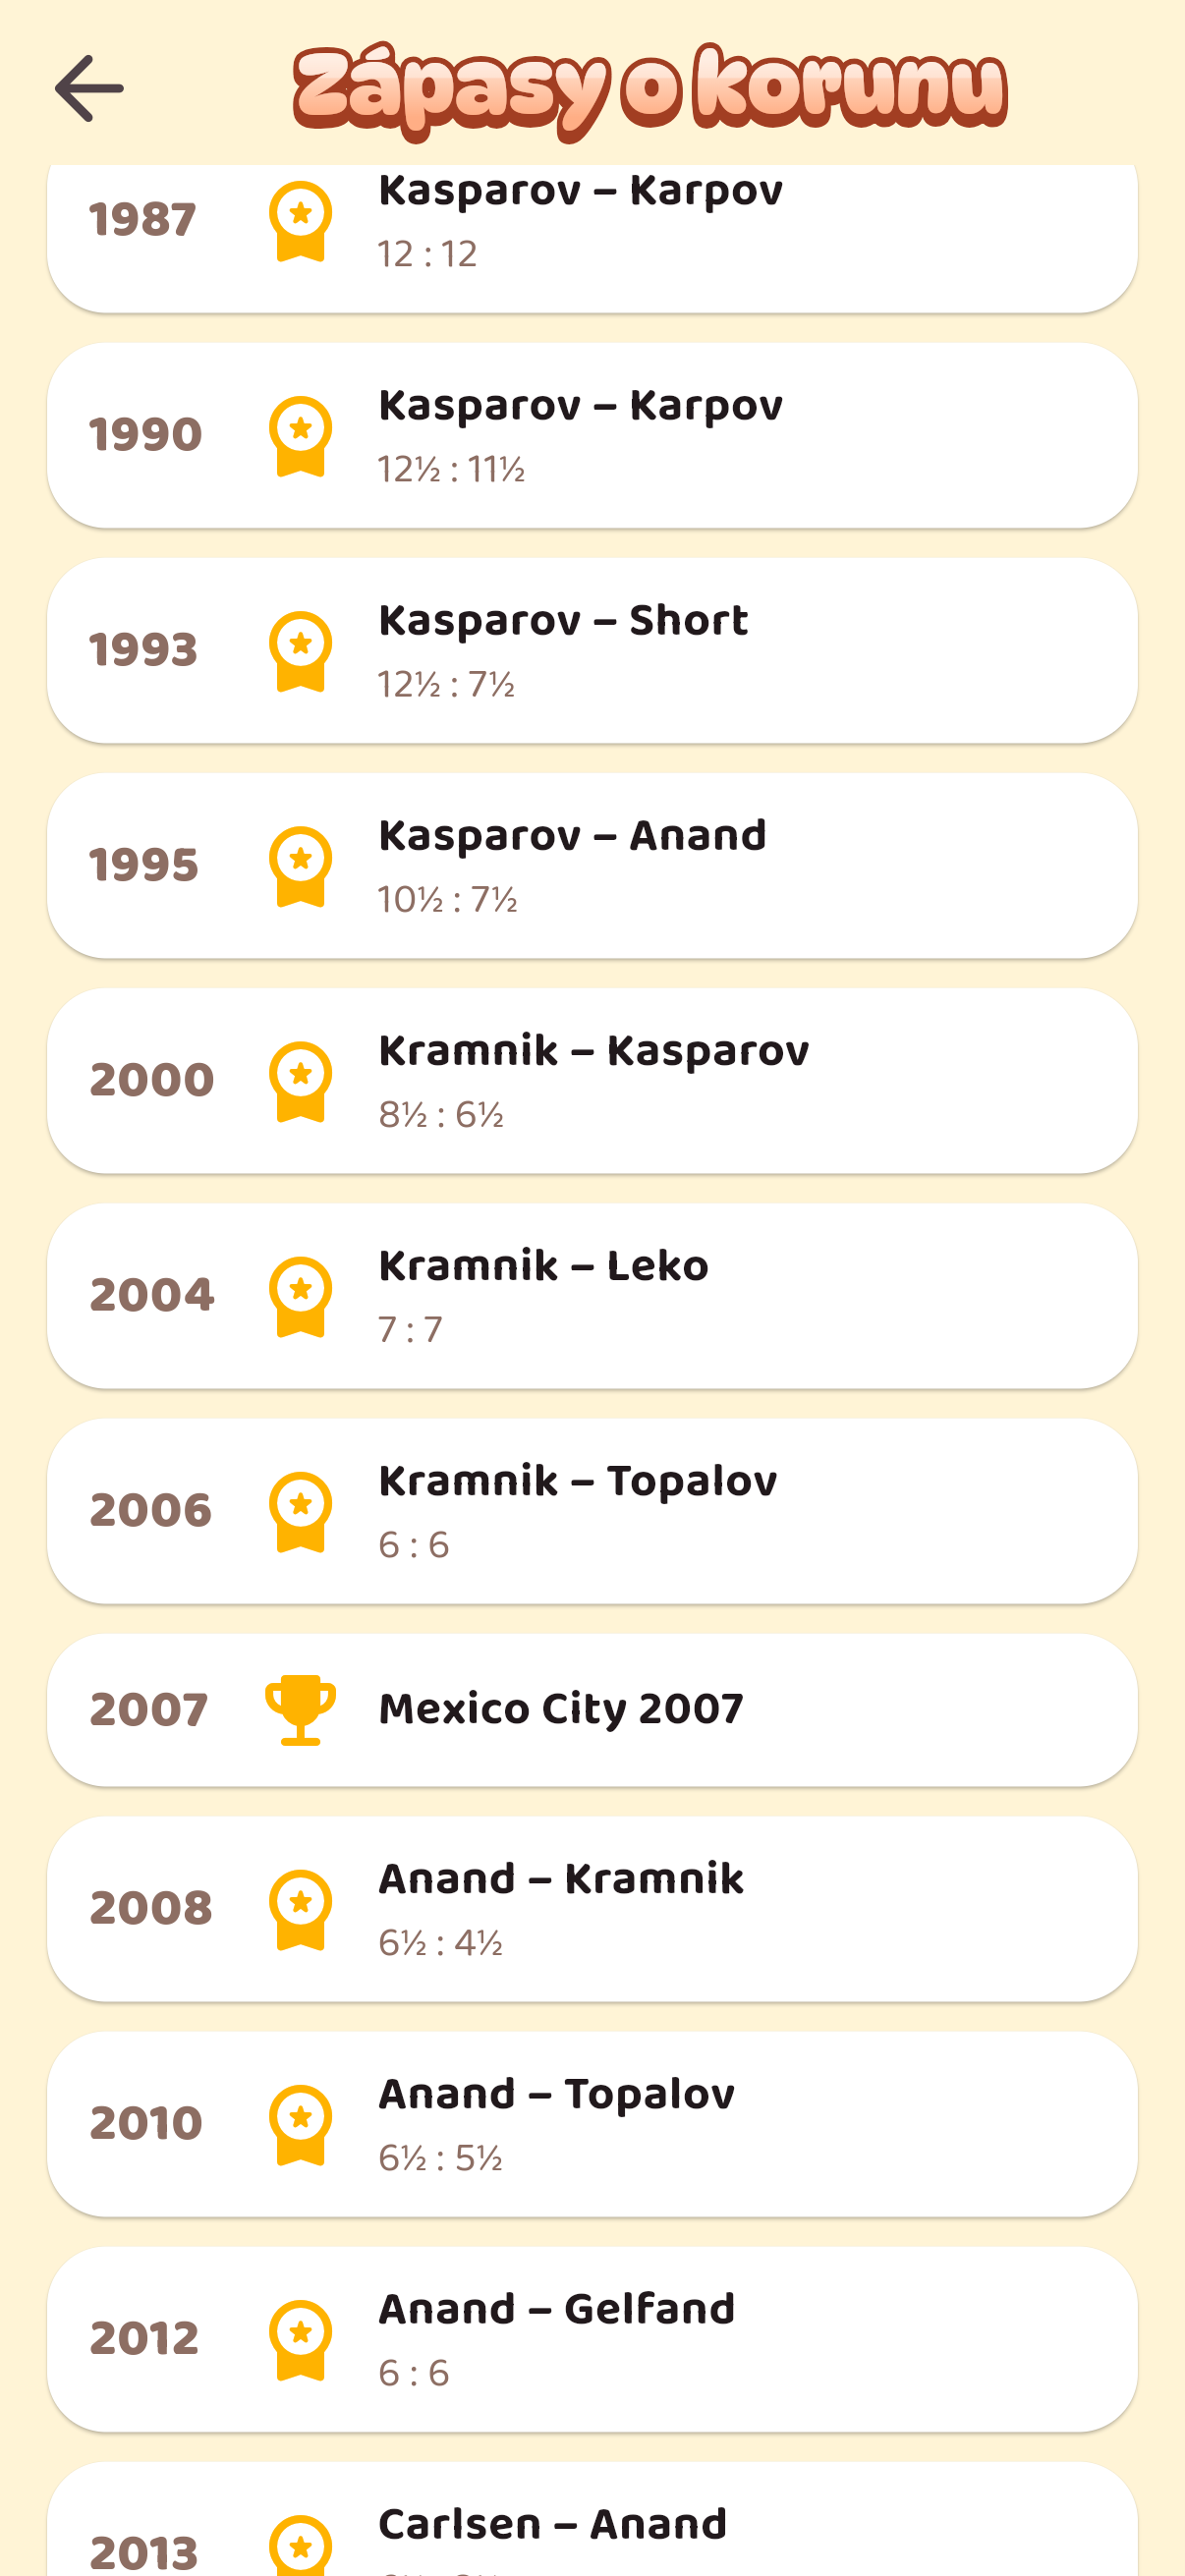 Zápasy o korunu
1987
Kasparov – Karpov
12 : 12
1990
Kasparov – Karpov
12½ : 11½
1993
Kasparov – Short
12½ : 7½
1995
Kasparov – Anand
10½ : 7½
2000
Kramnik – Kasparov
8½ : 6½
2004
Kramnik – Leko
7 : 7
2006
Kramnik – Topalov
6 : 6
2007
Mexico City 2007
2008
Anand – Kramnik
6½ : 4½
2010
Anand – Topalov
6½ : 5½
2012
Anand – Gelfand
6 : 6
2013
Carlsen – Anand